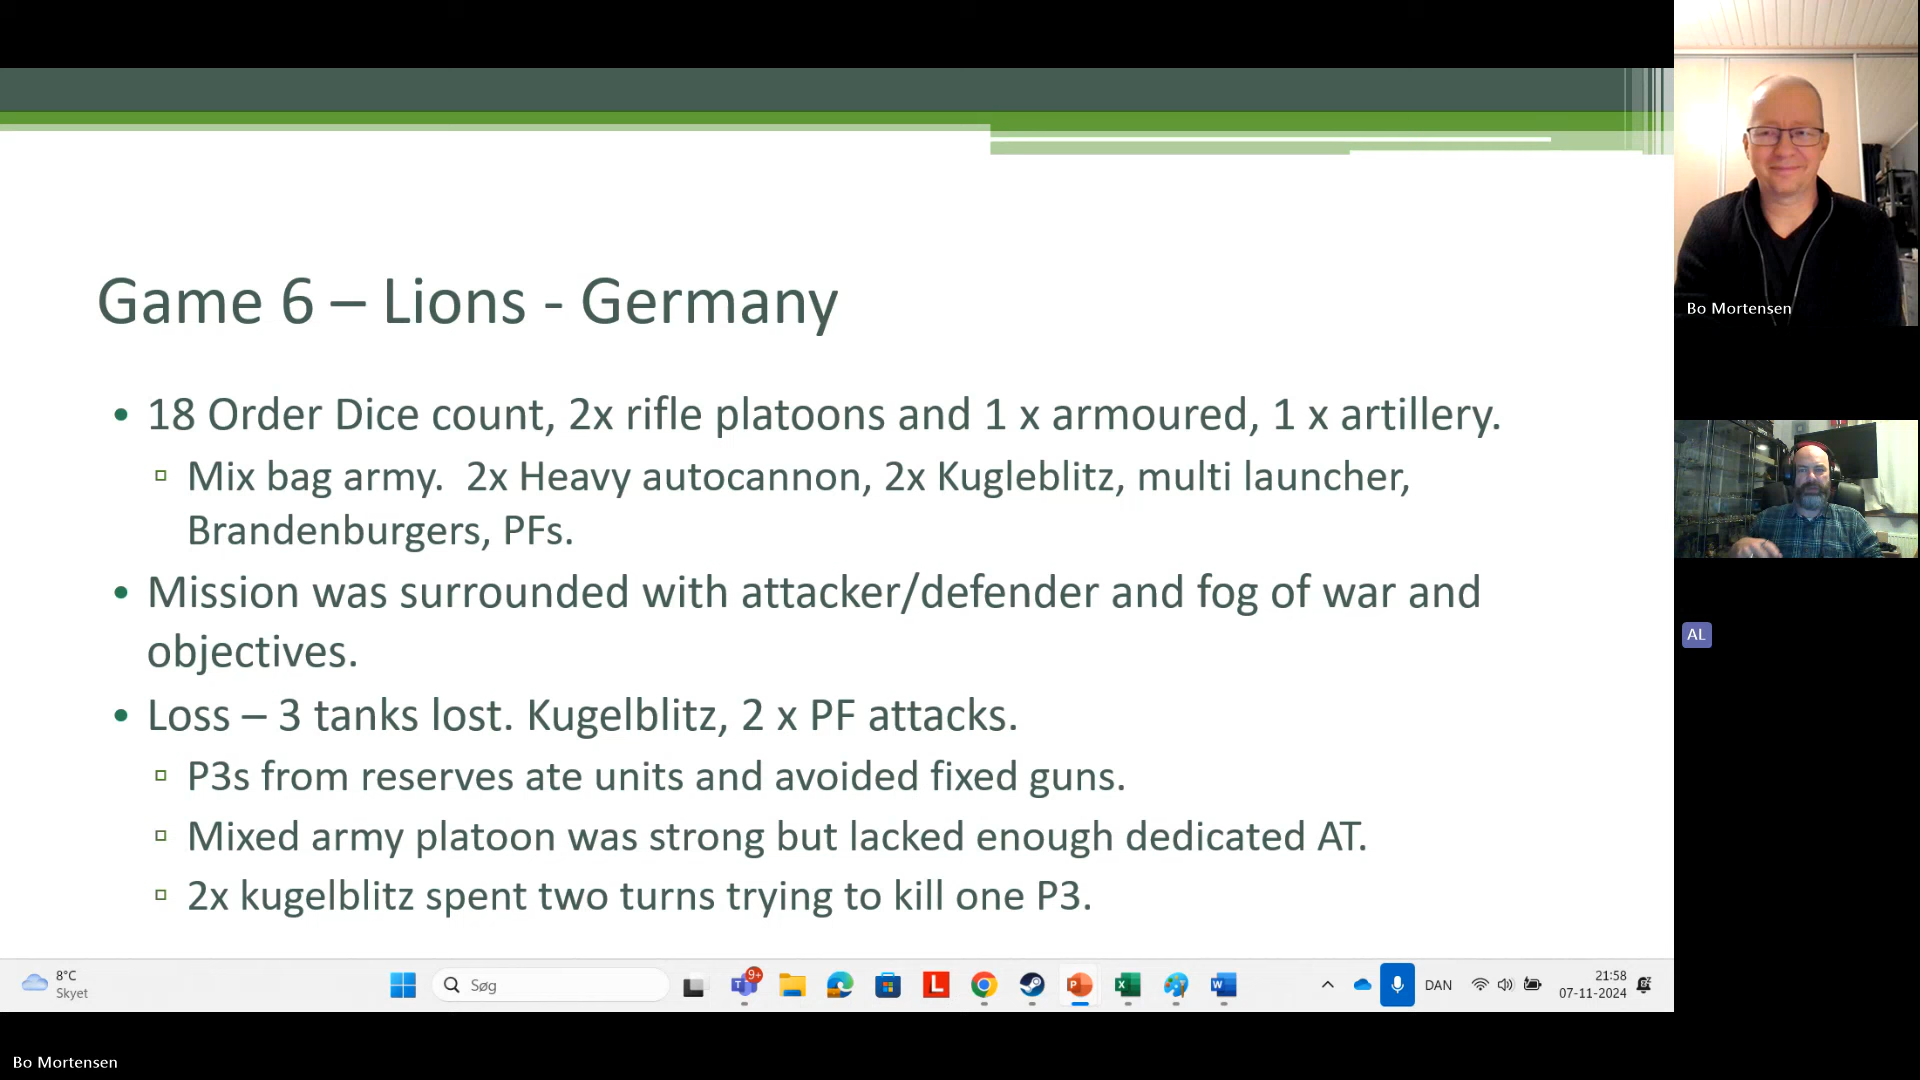 Game 6 – Lions - Germany
• 18 Order Dice count, 2x rifle platoons and 1 x armoured, 1 x artillery.
▫ Mix bag army.  2x Heavy autocannon, 2x Kugleblitz, multi launcher,
Brandenburgers, PFs.
• Mission was surrounded with attacker/defender and fog of war and
objectives.
• Loss – 3 tanks lost. Kugelblitz, 2 x PF attacks.
▫ P3s from reserves ate units and avoided fixed guns.
▫ Mixed army platoon was strong but lacked enough dedicated AT.
▫ 2x kugelblitz spent two turns trying to kill one P3.
Bo Mortensen
AL
8°C
Skyet
Søg
9+
DAN
21:58
07-11-2024
Bo Mortensen